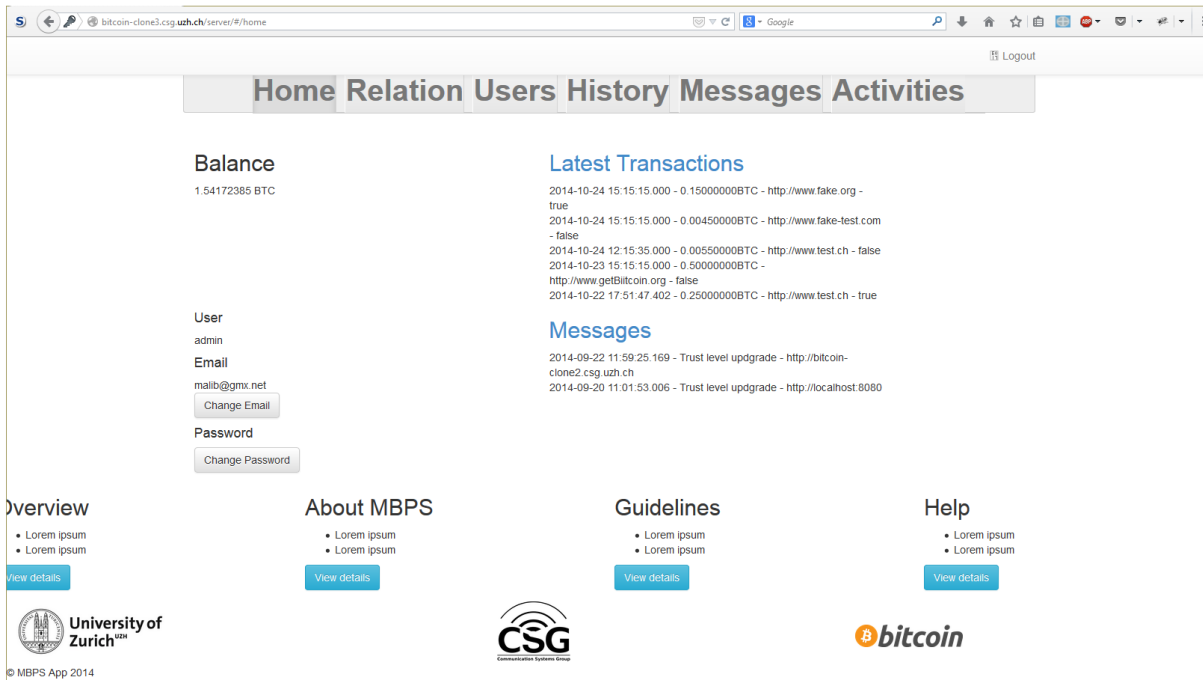 bitcoin-clone3.csg.uzh.ch/server/#/home
Google
Logout
Home Relation Users History Messages Activities
Balance
1.54172385 BTC
Latest Transactions
2014-10-24 15:15:15.000 - 0.15000000BTC - http://www.fake.org -
true
2014-10-24 15:15:15.000 - 0.00450000BTC - http://www.fake-test.com
- false
2014-10-24 12:15:35.000 - 0.00550000BTC - http://www.test.ch - false
2014-10-23 15:15:15.000 - 0.50000000BTC -
http://www.getBiitcoin.org - false
2014-10-22 17:51:47.402 - 0.25000000BTC - http://www.test.ch - true
User
admin
Email
malib@gmx.net
Change Email
Password
Change Password
Messages
2014-09-22 11:59:25.169 - Trust level updgrade - http://bitcoin-
clone2.csg.uzh.ch
2014-09-20 11:01:53.006 - Trust level updgrade - http://localhost:8080
Overview
• Lorem ipsum
• Lorem ipsum
View details
About MBPS
• Lorem ipsum
• Lorem ipsum
View details
Guidelines
• Lorem ipsum
• Lorem ipsum
View details
Help
• Lorem ipsum
• Lorem ipsum
View details
University of
Zurich UZH
CSG
Communication Systems Group
bitcoin
© MBPS App 2014